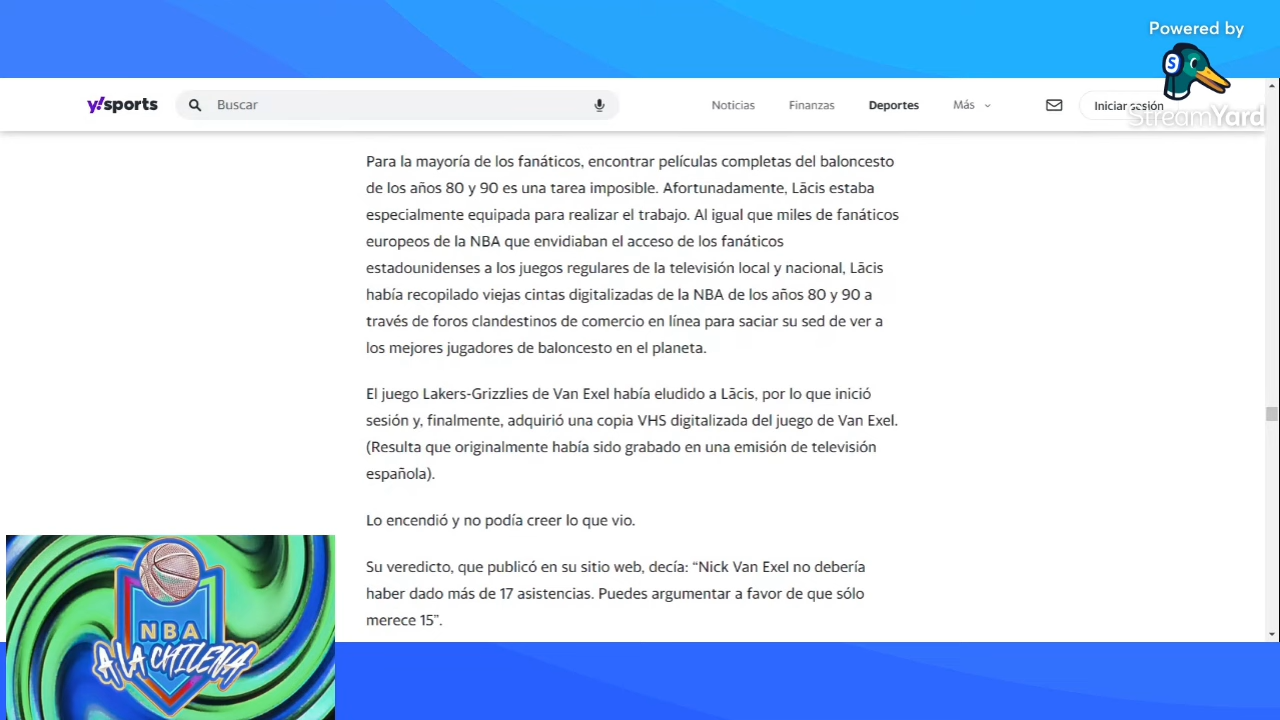 Powered by
S
StreamYard
y!sports
Buscar
Noticias
Finanzas
Deportes
Más
Iniciar sesión
Para la mayoría de los fanáticos, encontrar películas completas del baloncesto
de los años 80 y 90 es una tarea imposible. Afortunadamente, Lācis estaba
especialmente equipada para realizar el trabajo. Al igual que miles de fanáticos
europeos de la NBA que envidiaban el acceso de los fanáticos
estadounidenses a los juegos regulares de la televisión local y nacional, Lācis
había recopilado viejas cintas digitalizadas de la NBA de los años 80 y 90 a
través de foros clandestinos de comercio en línea para saciar su sed de ver a
los mejores jugadores de baloncesto en el planeta.
El juego Lakers-Grizzlies de Van Exel había eludido a Lācis, por lo que inició
sesión y, finalmente, adquirió una copia VHS digitalizada del juego de Van Exel.
(Resulta que originalmente había sido grabado en una emisión de televisión
española).
Lo encendió y no podía creer lo que vio.
Su veredicto, que publicó en su sitio web, decía: “Nick Van Exel no debería
haber dado más de 17 asistencias. Puedes argumentar a favor de que sólo
merece 15”.
NBA
A LA CHILENA